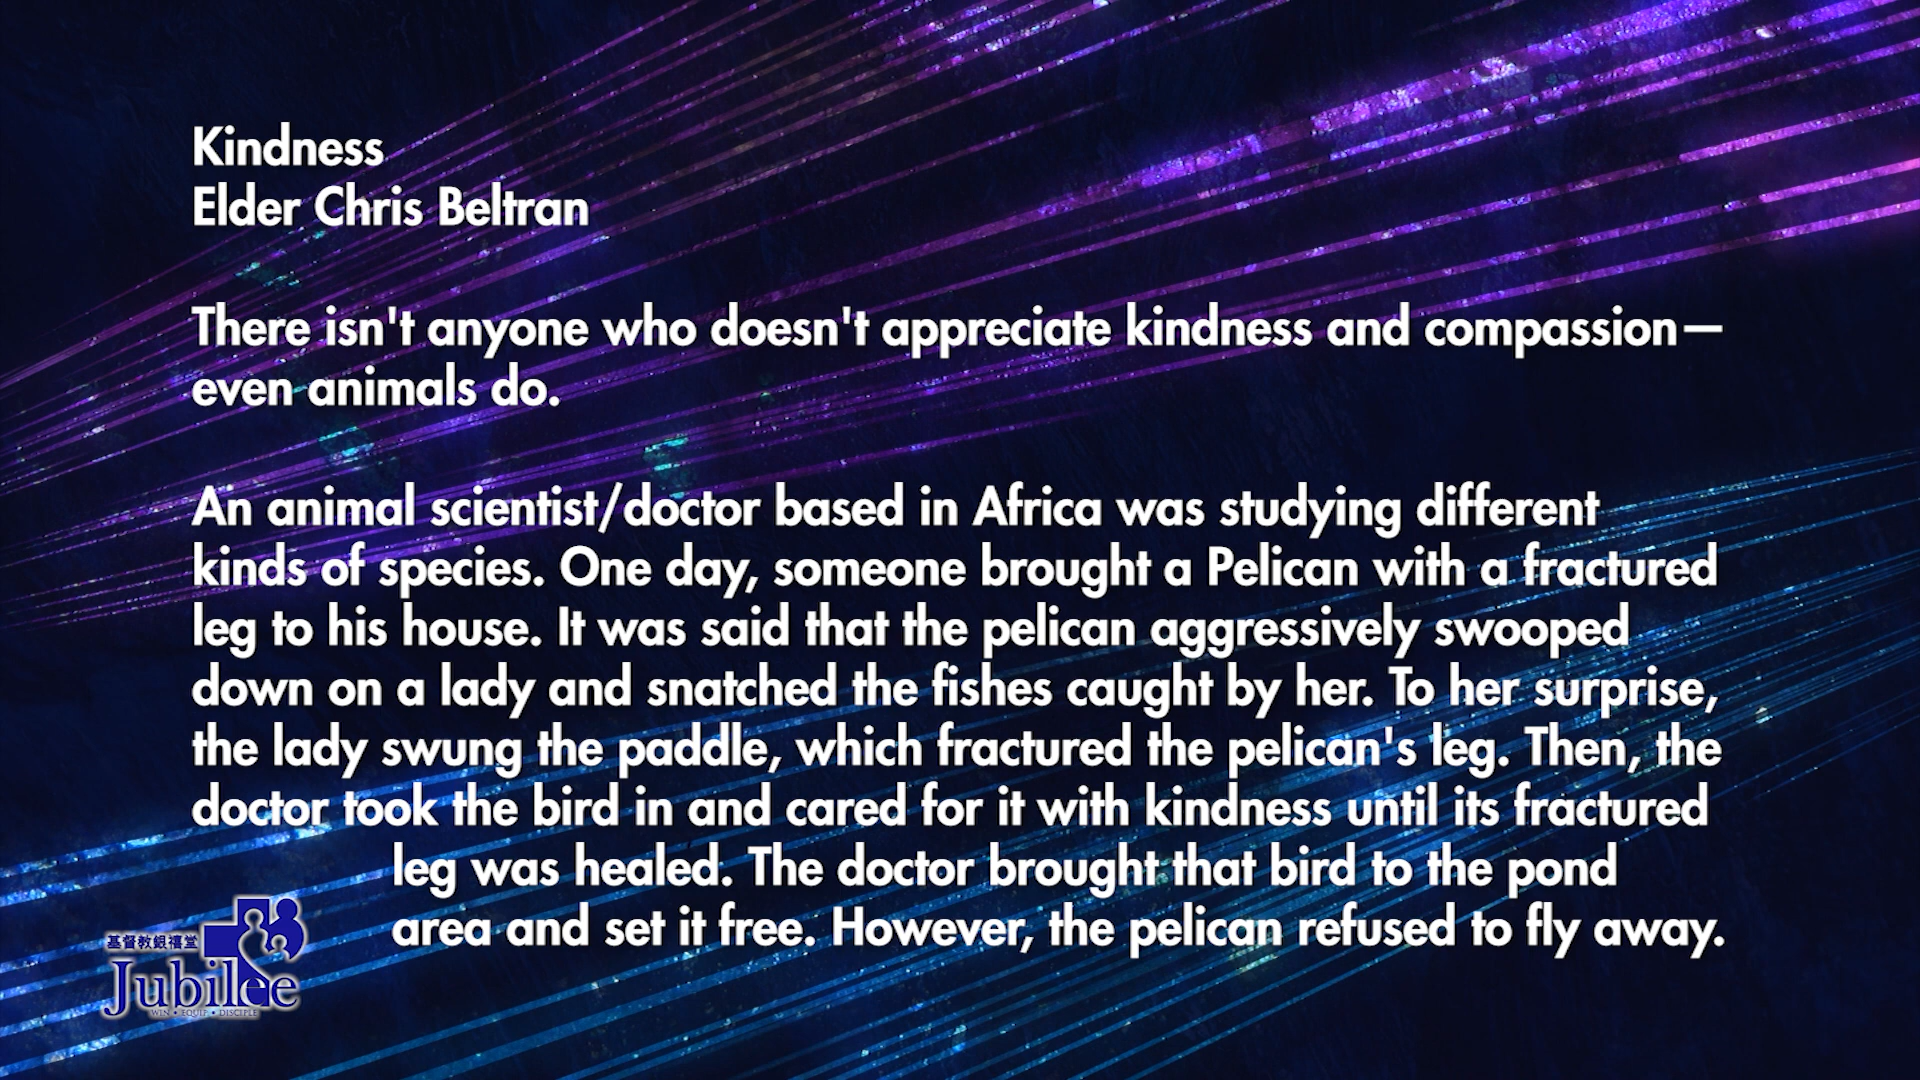 Kindness
Elder Chris Beltran
There isn't anyone who doesn't appreciate kindness and compassion—
even animals do.
An animal scientist/doctor based in Africa was studying different
kinds of species. One day, someone brought a Pelican with a fractured
leg to his house. It was said that the pelican aggressively swooped
down on a lady and snatched the fishes caught by her. To her surprise,
the lady swung the paddle, which fractured the pelican's leg. Then, the
doctor took the bird in and cared for it with kindness until its fractured
leg was healed. The doctor brought that bird to the pond
area and set it free. However, the pelican refused to fly away.
基督教銀禧堂
Jubilee
WIN • EQUIP • DISCIPLE